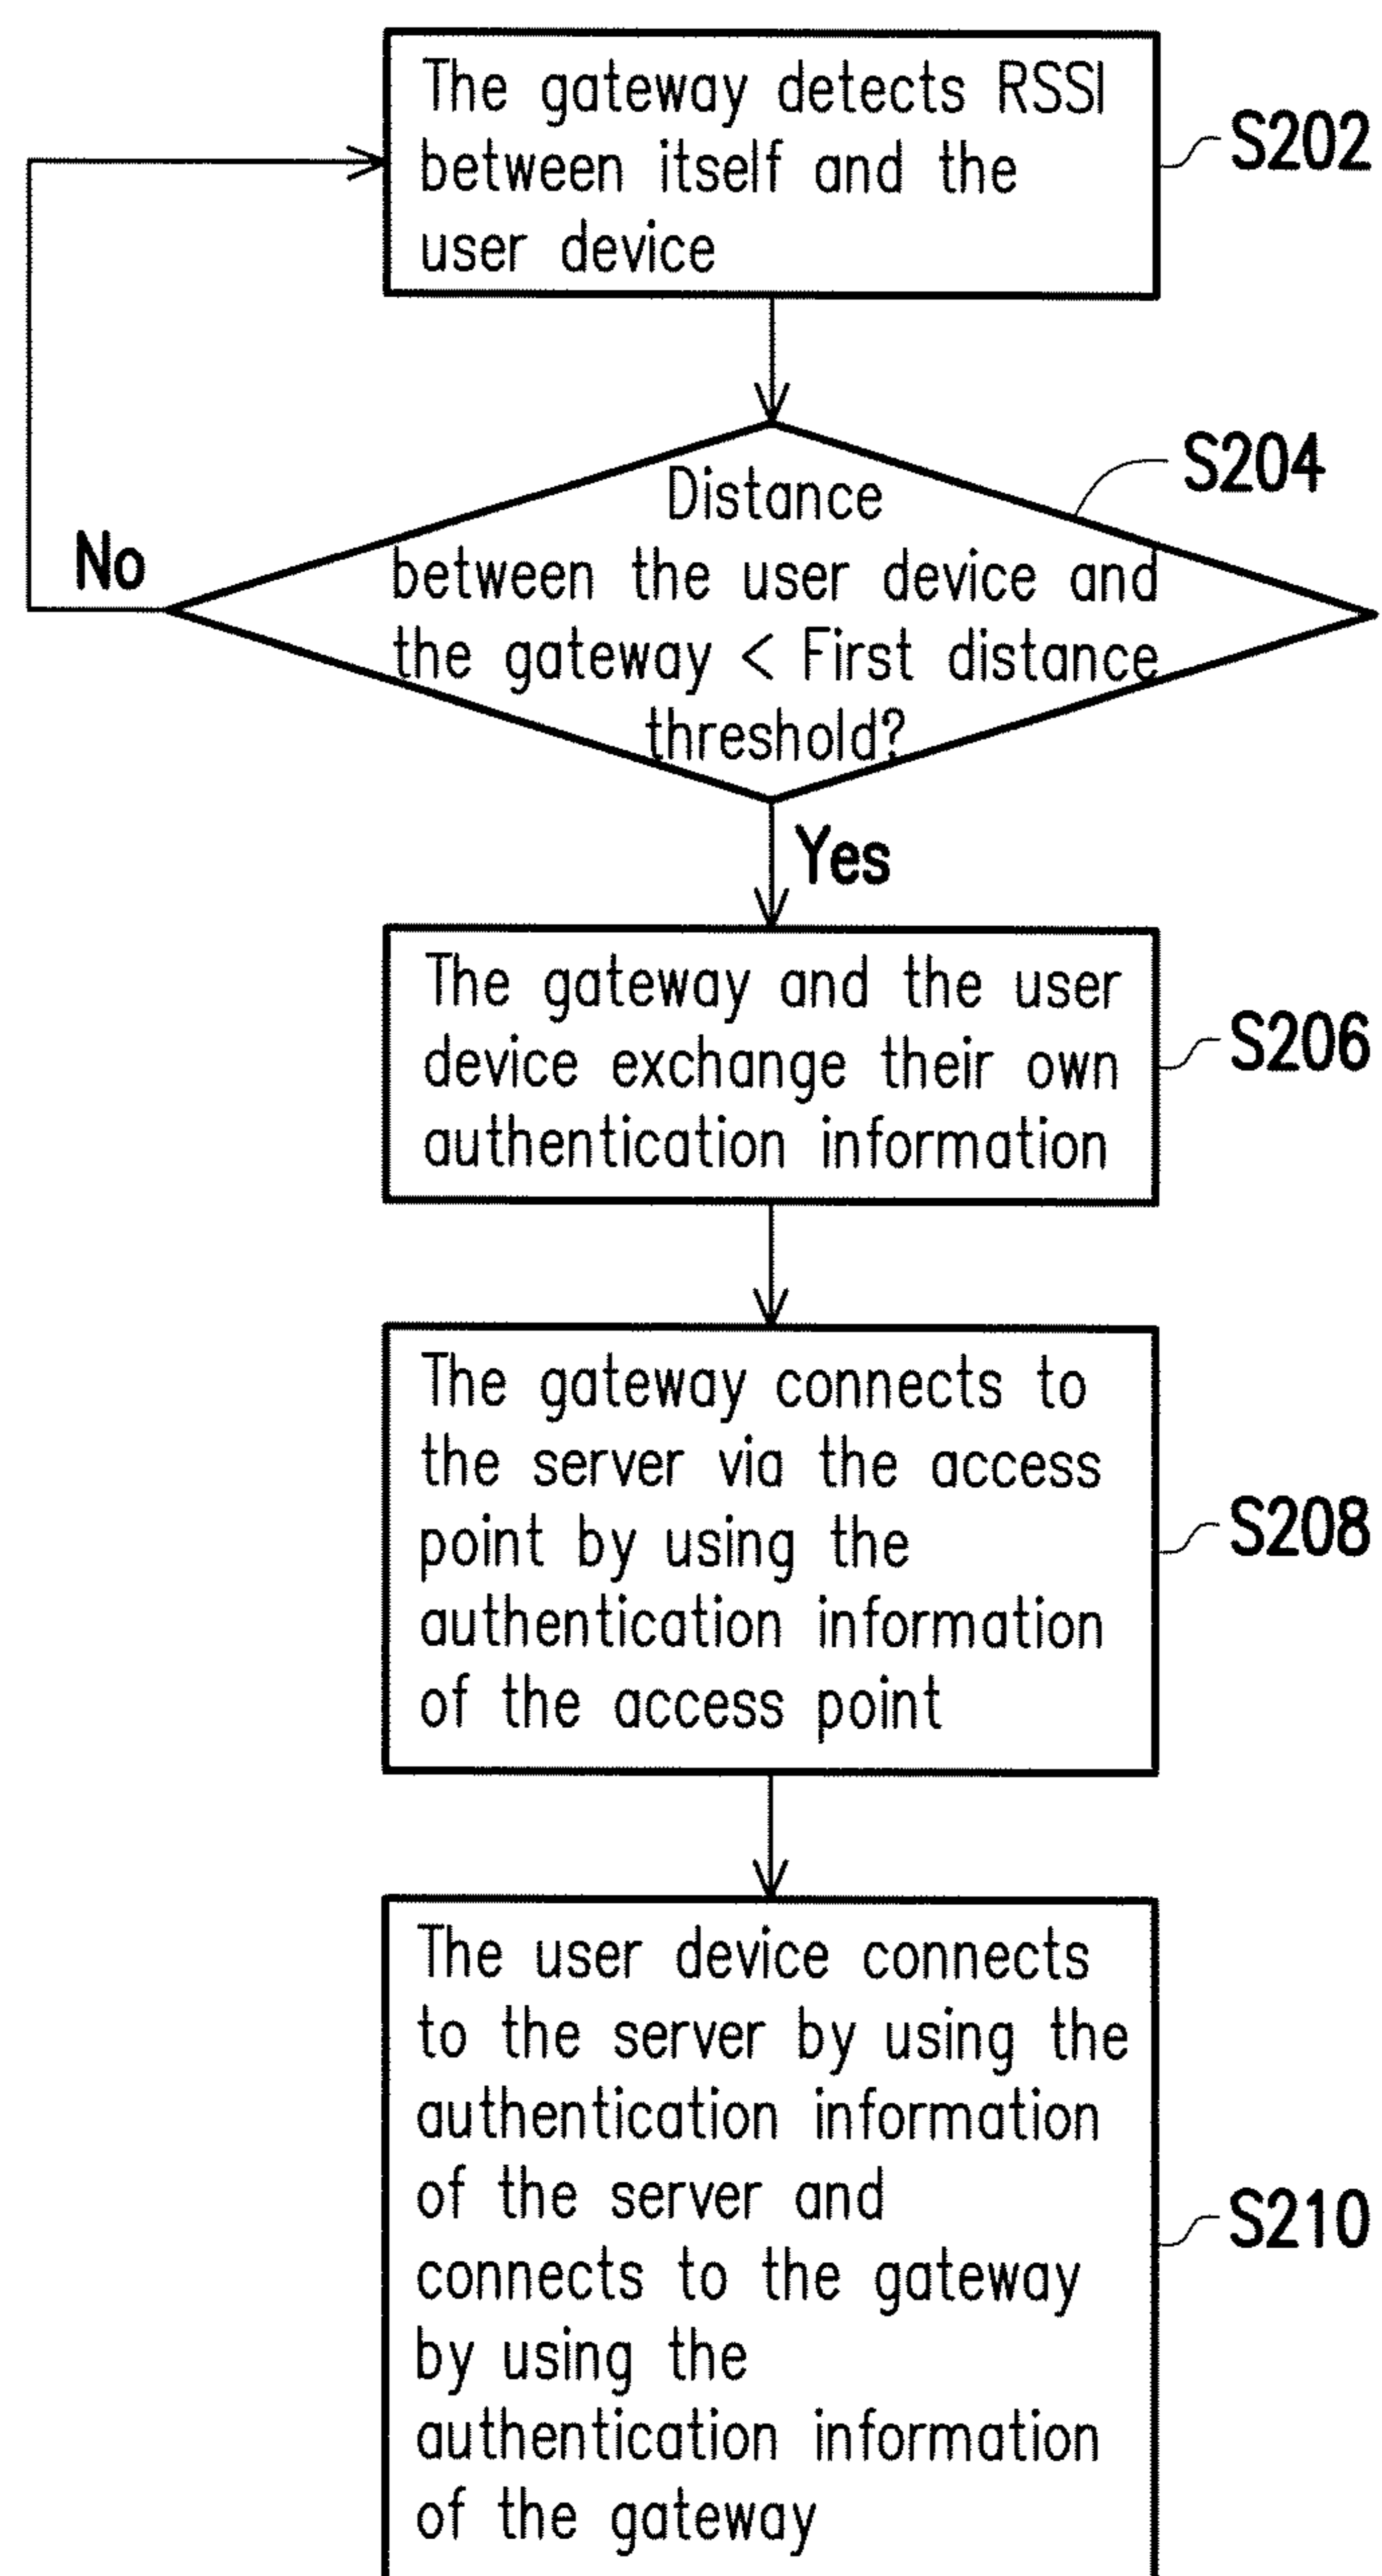 The gateway detects RSSI
between itself and the
user device
S202
Distance
between the user device and
the gateway < First distance
threshold?
S204
No
Yes
The gateway and the user
device exchange their own
authentication information
S206
The gateway connects to
the server via the access
point by using the
authentication information
of the access point
S208
The user device connects
to the server by using the
authentication information
of the server and
connects to the gateway
by using the
authentication information
of the gateway
S210